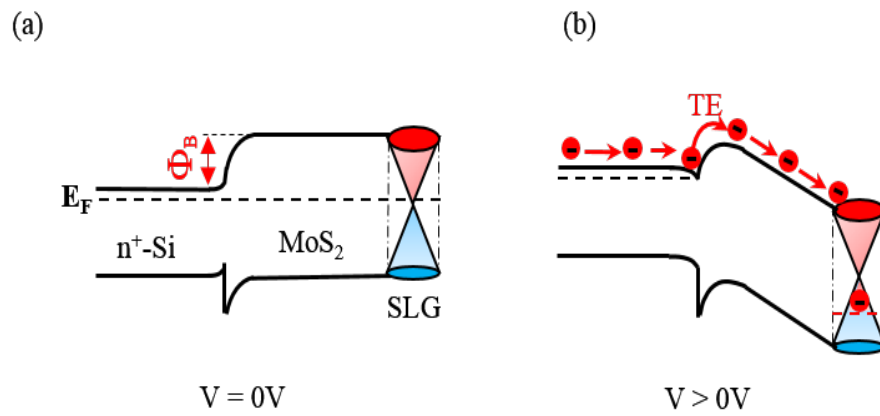 (a)
(b)
TE
Φ_B
E_F
n⁺-Si
MoS₂
SLG
V = 0V
V > 0V